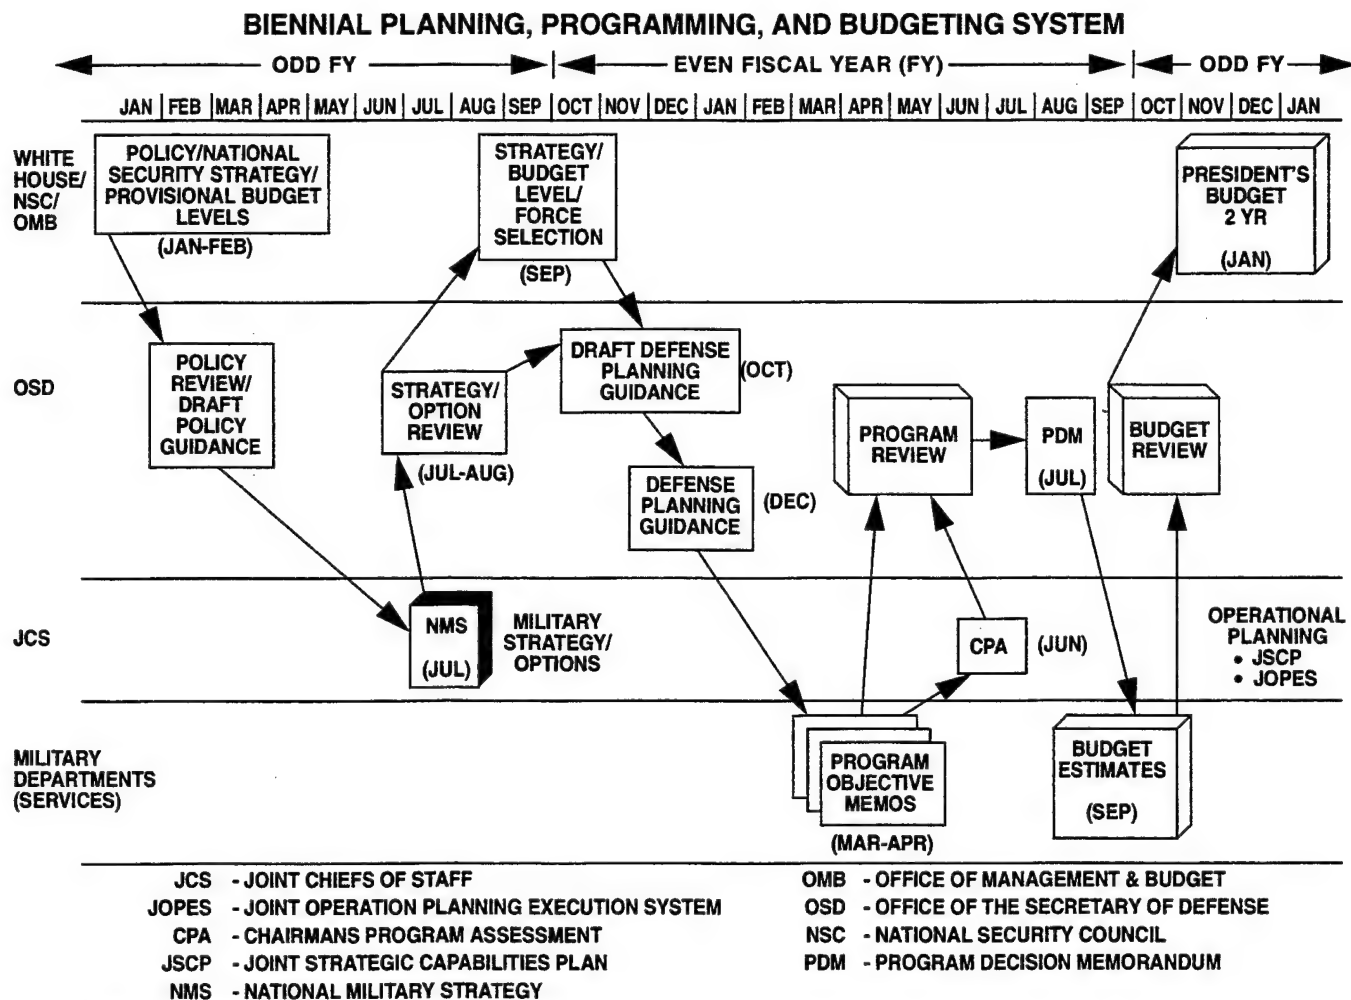 BIENNIAL PLANNING, PROGRAMMING, AND BUDGETING SYSTEM
ODD FY EVEN FISCAL YEAR (FY) ODD FY
JAN FEB MAR APR MAY JUN JUL AUG SEP OCT NOV DEC JAN FEB MAR APR MAY JUN JUL AUG SEP OCT NOV DEC JAN
WHITE
HOUSE/
NSC/
OMB
POLICY/NATIONAL
SECURITY STRATEGY/
PROVISIONAL BUDGET
LEVELS
(JAN-FEB)
STRATEGY/
BUDGET
LEVEL/
FORCE
SELECTION
(SEP)
PRESIDENT'S
BUDGET
2 YR
(JAN)
OSD
POLICY
REVIEW/
DRAFT
POLICY
GUIDANCE
STRATEGY/
OPTION
REVIEW
(JUL-AUG)
DRAFT DEFENSE
PLANNING
GUIDANCE
(OCT)
DEFENSE
PLANNING
GUIDANCE
(DEC)
PROGRAM
REVIEW
PDM
(JUL)
BUDGET
REVIEW
JCS
NMS
(JUL)
MILITARY
STRATEGY/
OPTIONS
CPA
(JUN)
OPERATIONAL
PLANNING
• JSCP
• JOPES
MILITARY
DEPARTMENTS
(SERVICES)
PROGRAM
OBJECTIVE
MEMOS
(MAR-APR)
BUDGET
ESTIMATES
(SEP)
JCS - JOINT CHIEFS OF STAFF
JOPES - JOINT OPERATION PLANNING EXECUTION SYSTEM
CPA - CHAIRMANS PROGRAM ASSESSMENT
JSCP - JOINT STRATEGIC CAPABILITIES PLAN
NMS - NATIONAL MILITARY STRATEGY
OMB - OFFICE OF MANAGEMENT & BUDGET
OSD - OFFICE OF THE SECRETARY OF DEFENSE
NSC - NATIONAL SECURITY COUNCIL
PDM - PROGRAM DECISION MEMORANDUM